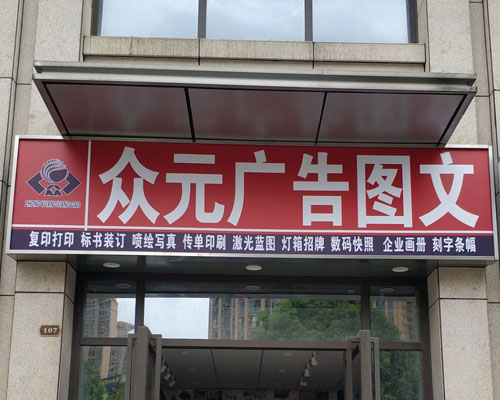 众元广告图文
ZHONGYUANGUANGGAO
复印打印 标书装订 喷绘写真 传单印刷 激光蓝图 灯箱招牌 数码快照 企业画册 刻字条幅
107